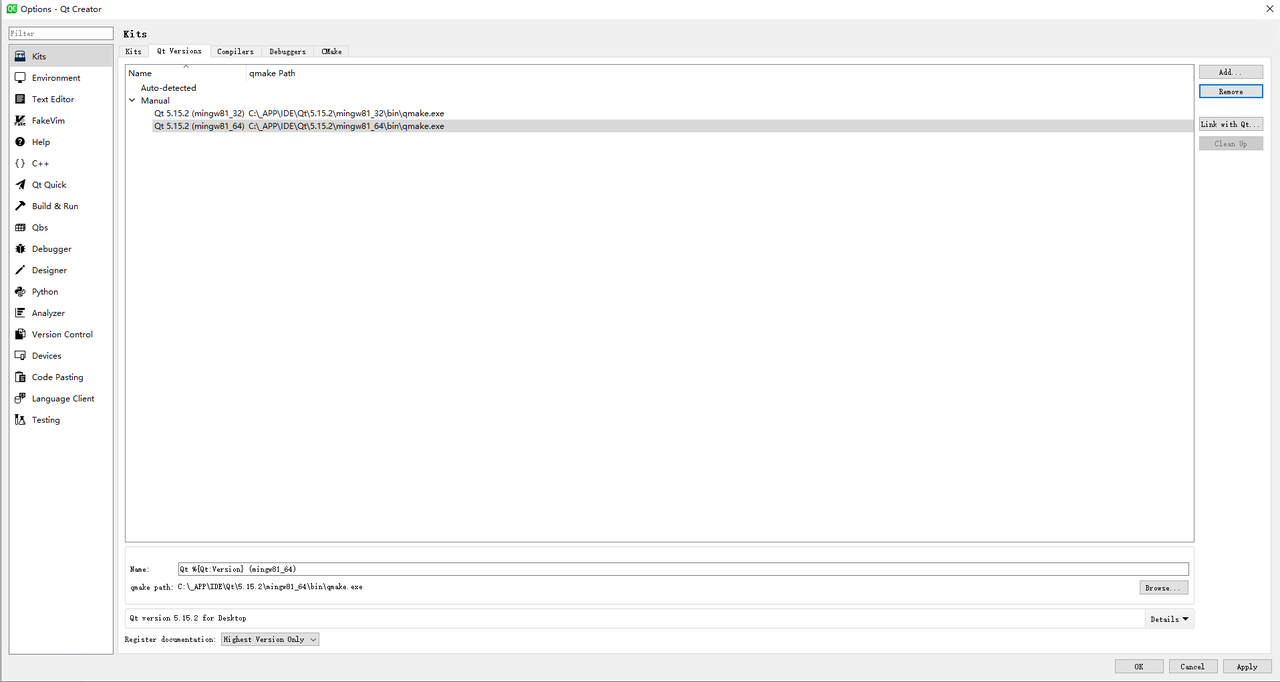 Options - Qt Creator
Filter
Kits
Kits
Environment
Text Editor
FakeVim
Help
C++
Qt Quick
Build & Run
Qbs
Debugger
Designer
Python
Analyzer
Version Control
Devices
Code Pasting
Language Client
Testing
Kits Qt Versions Compilers Debuggers CMake
Name qmake Path
Auto-detected
Manual
Qt 5.15.2 (mingw81_32) C:\_APP\IDE\Qt\5.15.2\mingw81_32\bin\qmake.exe
Qt 5.15.2 (mingw81_64) C:\_APP\IDE\Qt\5.15.2\mingw81_64\bin\qmake.exe
Add...
Remove
Link with Qt...
Clean Up
Name: Qt %{Qt:Version} (mingw81_64)
qmake path: C:\_APP\IDE\Qt\5.15.2\mingw81_64\bin\qmake.exe Browse...
Qt version 5.15.2 for Desktop Details
Register documentation: Highest Version Only
OK Cancel Apply